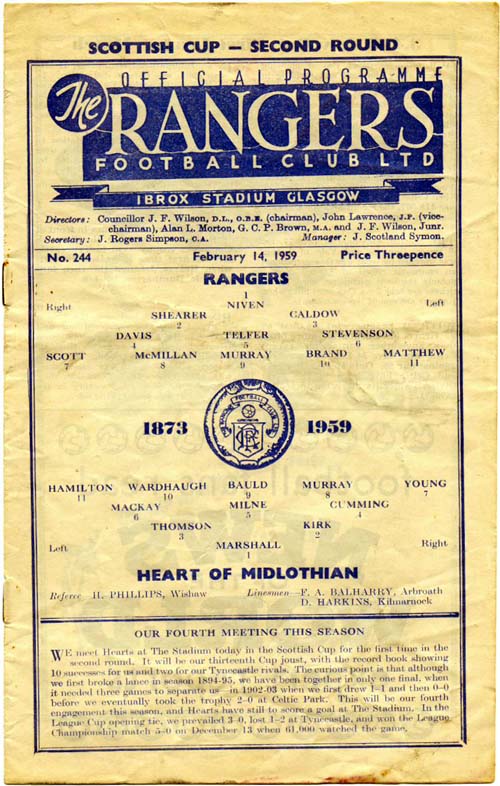 SCOTTISH CUP — SECOND ROUND
OFFICIAL PROGRAMME
The RANGERS
FOOTBALL CLUB LTD
IBROX STADIUM GLASGOW
Directors: Councillor J. F. Wilson, D.L., O.B.E. (chairman), John Lawrence, J.P. (vice-
chairman), Alan L. Morton, G. C. P. Brown, M.A. and J. F. Wilson, Junr.
Secretary: J. Rogers Simpson, C.A. Manager: J. Scotland Symon.
No. 244 February 14, 1959 Price Threepence
RANGERS
1
Right NIVEN Left
SHEARER CALDOW
2 3
DAVIS TELFER STEVENSON
4 5 6
SCOTT McMILLAN MURRAY BRAND MATTHEW
7 8 9 10 11
1873 1959
HAMILTON WARDHAUGH BAULD MURRAY YOUNG
11 10 9 8 7
MACKAY MILNE CUMMING
6 5 4
THOMSON KIRK
3 2
Left MARSHALL Right
1
HEART OF MIDLOTHIAN
Referee H. PHILLIPS, Wishaw Linesmen—F. A. BALHARRY, Arbroath
D. HARKINS, Kilmarnock
OUR FOURTH MEETING THIS SEASON
WE meet Hearts at The Stadium today in the Scottish Cup for the first time in the
second round. It will be our thirteenth Cup joust, with the record book showing
10 successes for us and two for our Tynecastle rivals. The curious point is that although
we first broke a lance in season 1894-95, we have been together in only one final, when
it needed three games to separate us—in 1902-03 when we first drew 1—1 and then 0—0
before we eventually took the trophy 2—0 at Celtic Park. This will be our fourth
engagement this season, and Hearts have still to score a goal at The Stadium. In the
League Cup opening tie, we prevailed 3—0, lost 1—2 at Tynecastle, and won the League
Championship match 5—0 on December 13 when 61,000 watched the game.